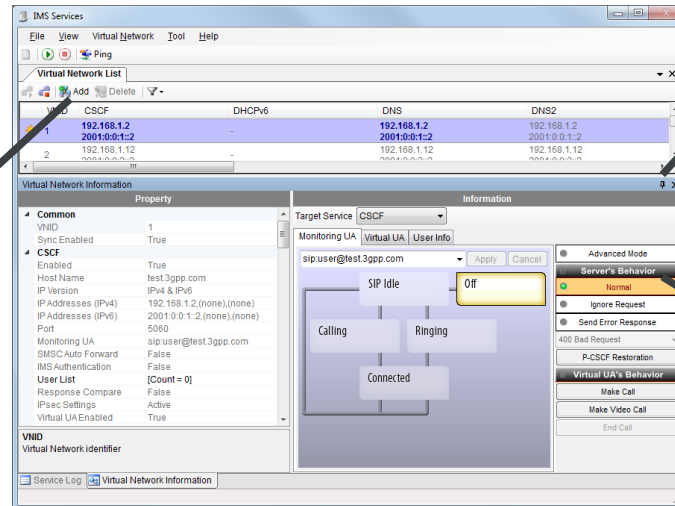 IMS Services
File View Virtual Network Tool Help
Ping
Virtual Network List
Add Delete
VNID CSCF DHCPv6 DNS DNS2
1 192.168.1.2 - 192.168.1.2 192.168.1.2
2001:0:0:1::2 2001:0:0:1::2 2001:0:0:1::2
2 192.168.1.12 - 192.168.1.12 192.168.1.12
Virtual Network Information
Property
Common
VNID 1
Sync Enabled True
CSCF
Enabled True
Host Name test.3gpp.com
IP Version IPv4 & IPv6
IP Addresses (IPv4) 192.168.1.2,(none),(none)
IP Addresses (IPv6) 2001:0:0:1::2,(none),(none)
Port 5060
Monitoring UA sip:user@test.3gpp.com
SMSC Auto Forward False
IMS Authentication False
User List [Count = 0]
Response Compare False
IPsec Settings Active
Virtual UA Enabled True
VNID
Virtual Network identifier
Information
Target Service CSCF
Monitoring UA Virtual UA User Info
sip:user@test.3gpp.com Apply Cancel
SIP Idle Off
Calling Ringing
Connected
Advanced Mode
Server's Behavior
Normal
Ignore Request
Send Error Response
400 Bad Request
P-CSCF Restoration
Virtual UA's Behavior
Make Call
Make Video Call
End Call
Service Log Virtual Network Information